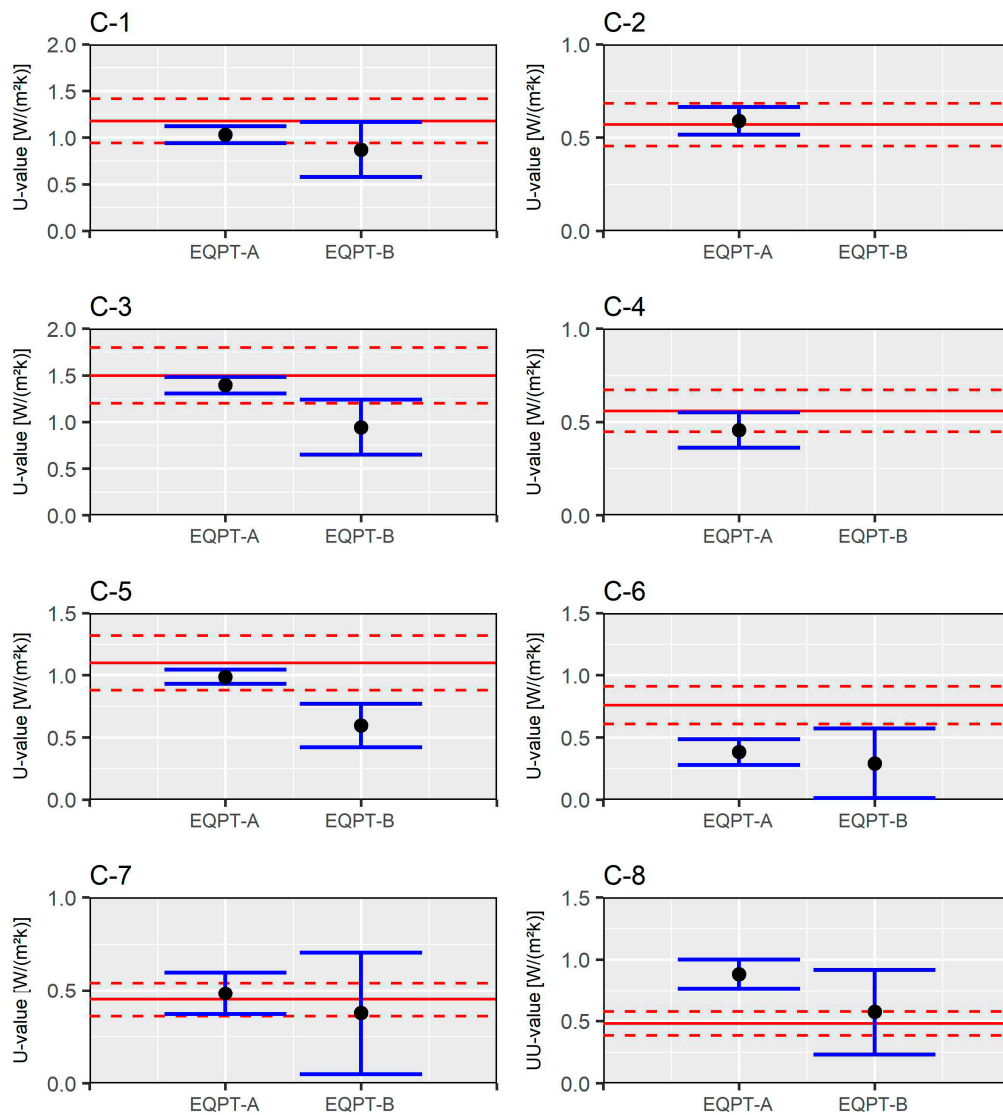 C-1
U-value [W/(m²k)]
2.0
1.5
1.0
0.5
0.0
EQPT-A EQPT-B
C-2
U-value [W/(m²k)]
1.0
0.5
0.0
EQPT-A EQPT-B
C-3
U-value [W/(m²k)]
2.0
1.5
1.0
0.5
0.0
EQPT-A EQPT-B
C-4
U-value [W/(m²k)]
1.0
0.5
0.0
EQPT-A EQPT-B
C-5
U-value [W/(m²k)]
1.5
1.0
0.5
0.0
EQPT-A EQPT-B
C-6
U-value [W/(m²k)]
1.5
1.0
0.5
0.0
EQPT-A EQPT-B
C-7
U-value [W/(m²k)]
1.0
0.5
0.0
EQPT-A EQPT-B
C-8
UU-value [W/(m²k)]
1.5
1.0
0.5
0.0
EQPT-A EQPT-B